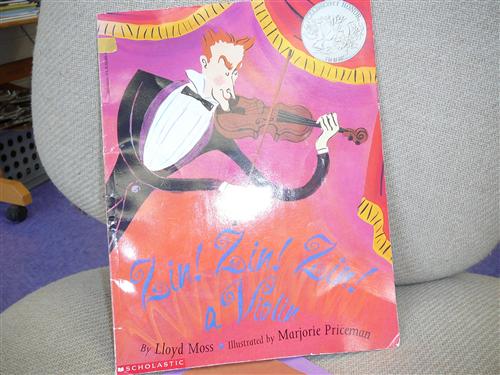 Zin! Zin! Zin!
a Violin
By Lloyd Moss • Illustrated by Marjorie Priceman
SCHOLASTIC